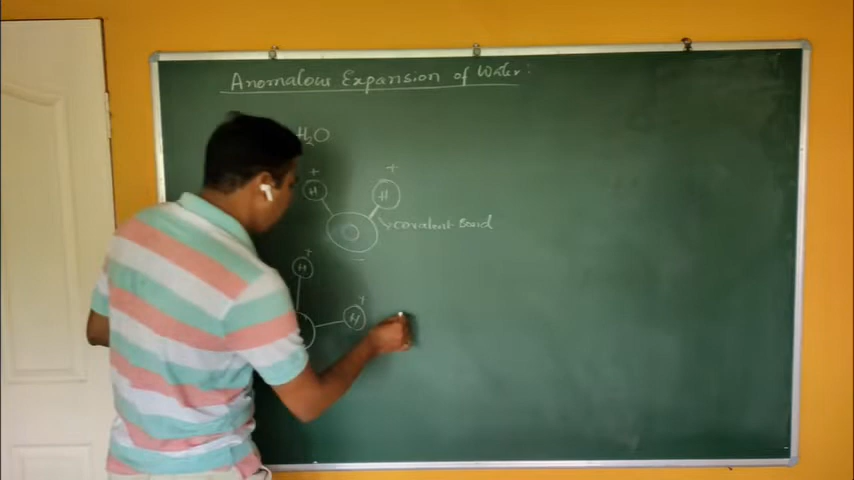 Anomalous Expansion of Water:
H₂O
+ +
H H
O
covalent Bond
–
+
H
+
H